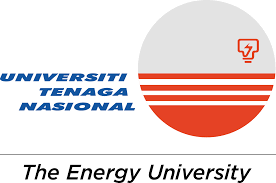 UNIVERSITI
TENAGA
NASIONAL
The Energy University